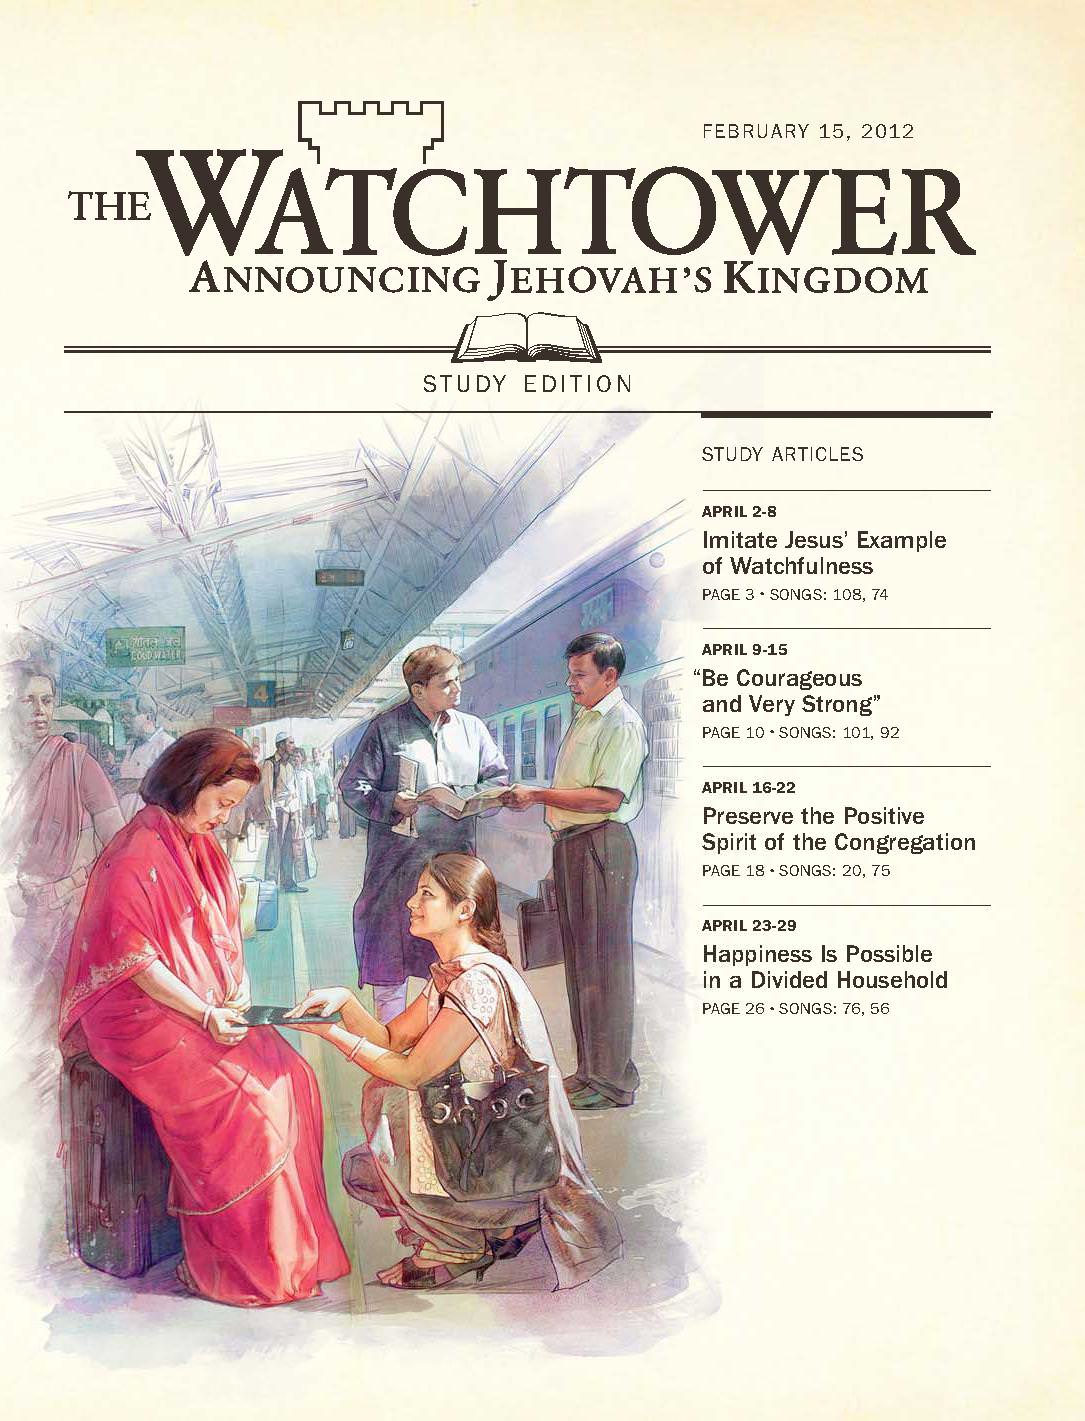 FEBRUARY 15, 2012
THE WATCHTOWER
ANNOUNCING JEHOVAH'S KINGDOM
STUDY EDITION
STUDY ARTICLES
APRIL 2-8
Imitate Jesus' Example
of Watchfulness
PAGE 3 • SONGS: 108, 74
APRIL 9-15
“Be Courageous
and Very Strong”
PAGE 10 • SONGS: 101, 92
APRIL 16-22
Preserve the Positive
Spirit of the Congregation
PAGE 18 • SONGS: 20, 75
APRIL 23-29
Happiness Is Possible
in a Divided Household
PAGE 26 • SONGS: 76, 56
4